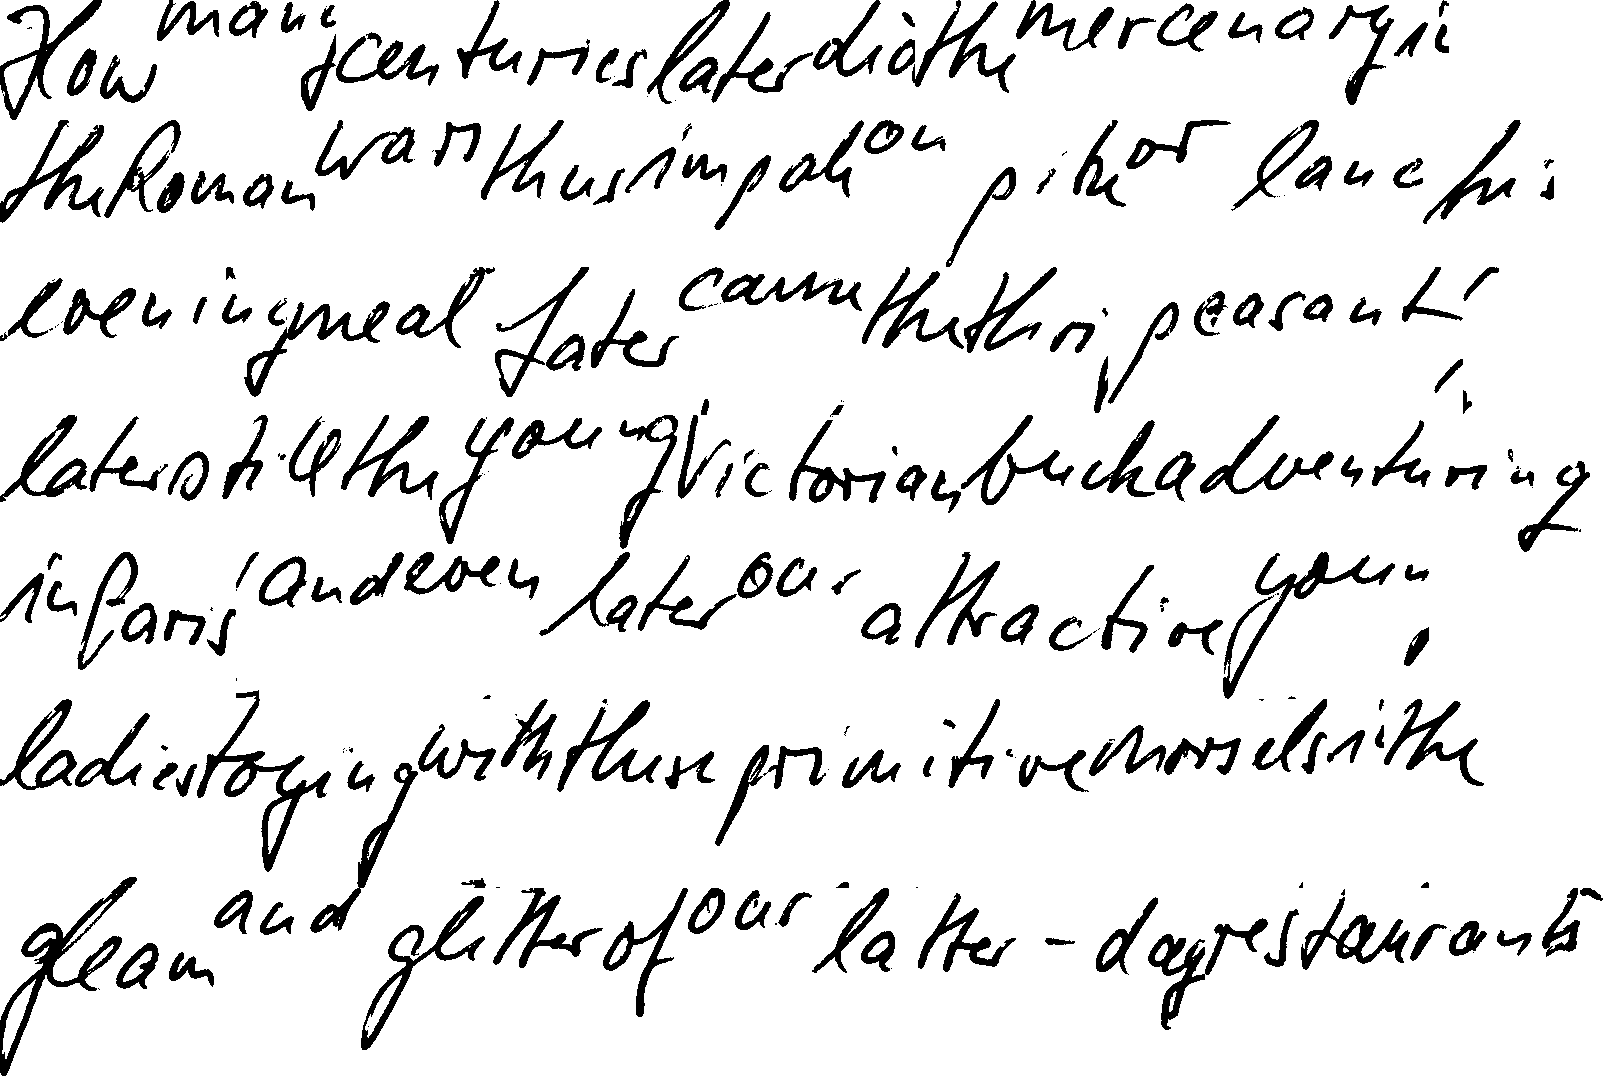 How many centuries later did the mercenary in
the Roman wars thus impale on pike or lance his
evening meal Later came the thrifty peasant,
later still the young Victorian buck adventuring
in Paris, and even later our attractive young
ladies toying with these primitive morsels in the
gleam and glitter of our latter-day restaurants